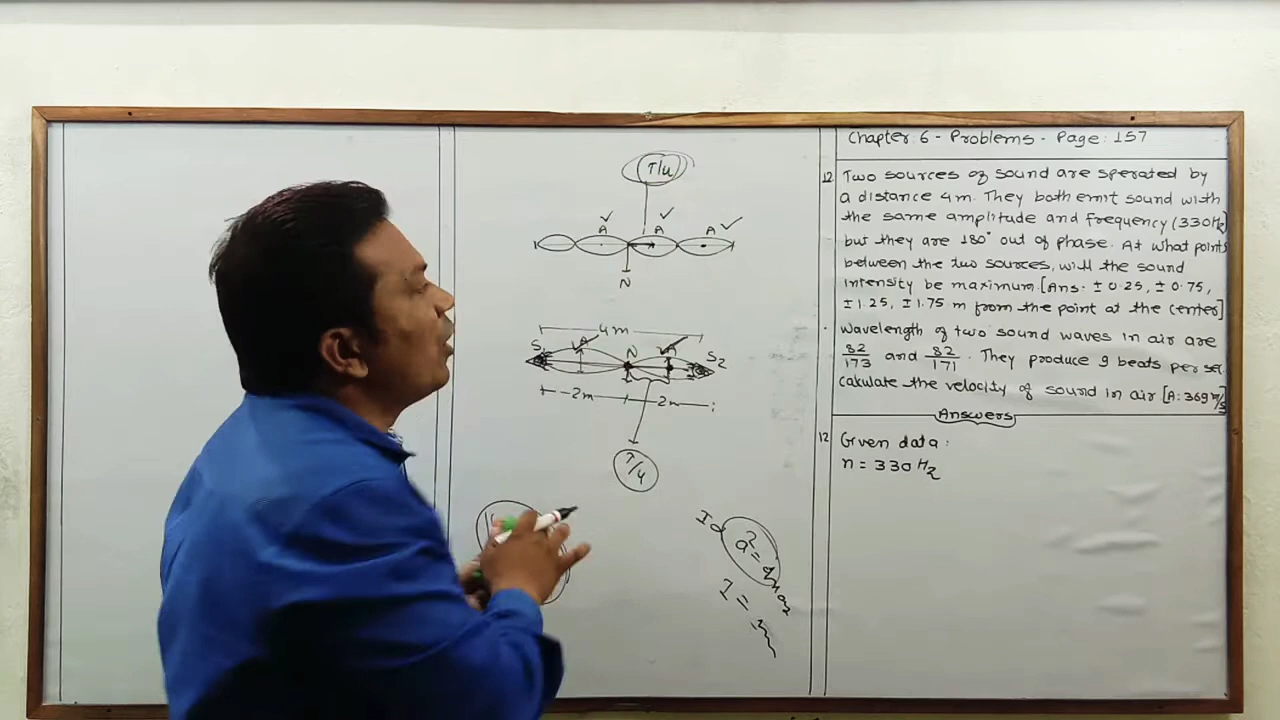 λ/4
A A A
N
4m
S₁ A N A S₂
2m 2m
λ/4
I α
Chapter 6 - Problems - Page: 157
12 Two sources of sound are sperated by
a distance 4m. They both emit sound with
the same amplitude and frequency (330Hz)
but they are 180° out of phase. At what points
between the two sources, will the sound
intensity be maximum. [Ans. ± 0.25, ± 0.75,
± 1.25, ± 1.75 m from the point at the center]
Wavelength of two sound waves in air are
82/173 and 82/171. They produce 9 beats per sec.
calculate the velocity of sound in air [A: 369 m/s]
Answers
12 Given data:
n = 330 Hz